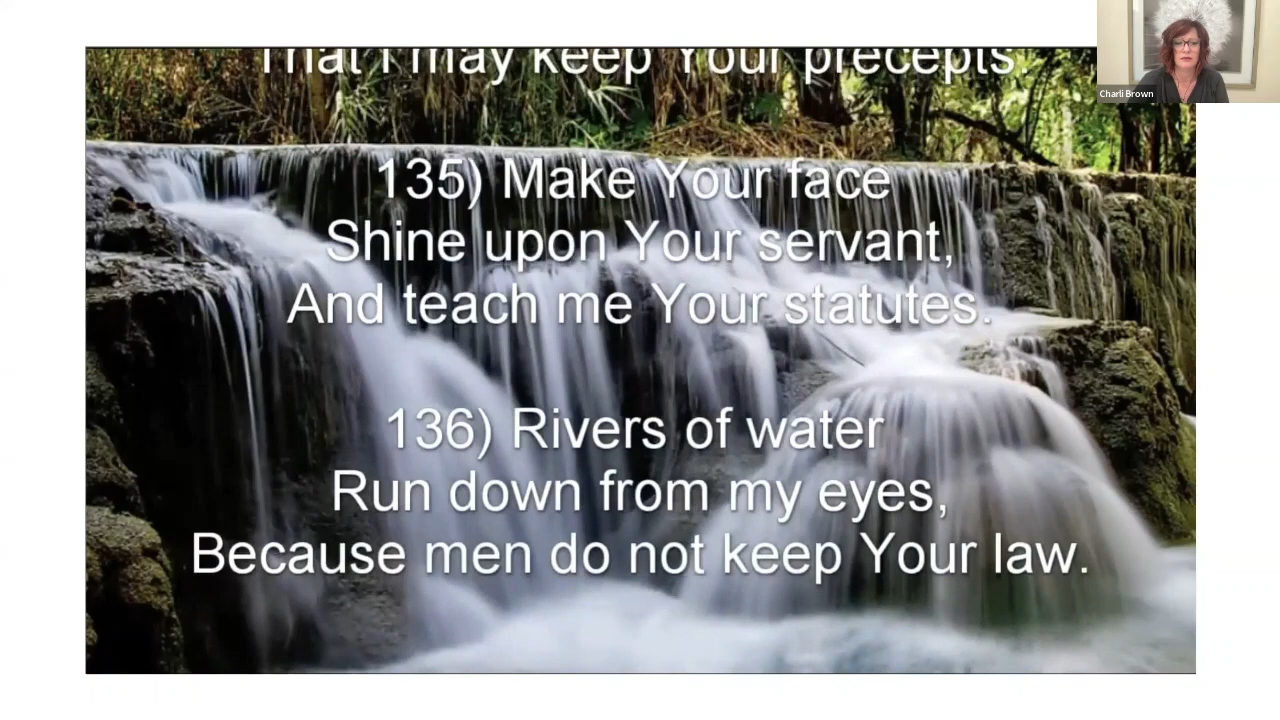 That I may keep Your precepts.
Charli Brown
135) Make Your face
Shine upon Your servant,
And teach me Your statutes.
136) Rivers of water
Run down from my eyes,
Because men do not keep Your law.